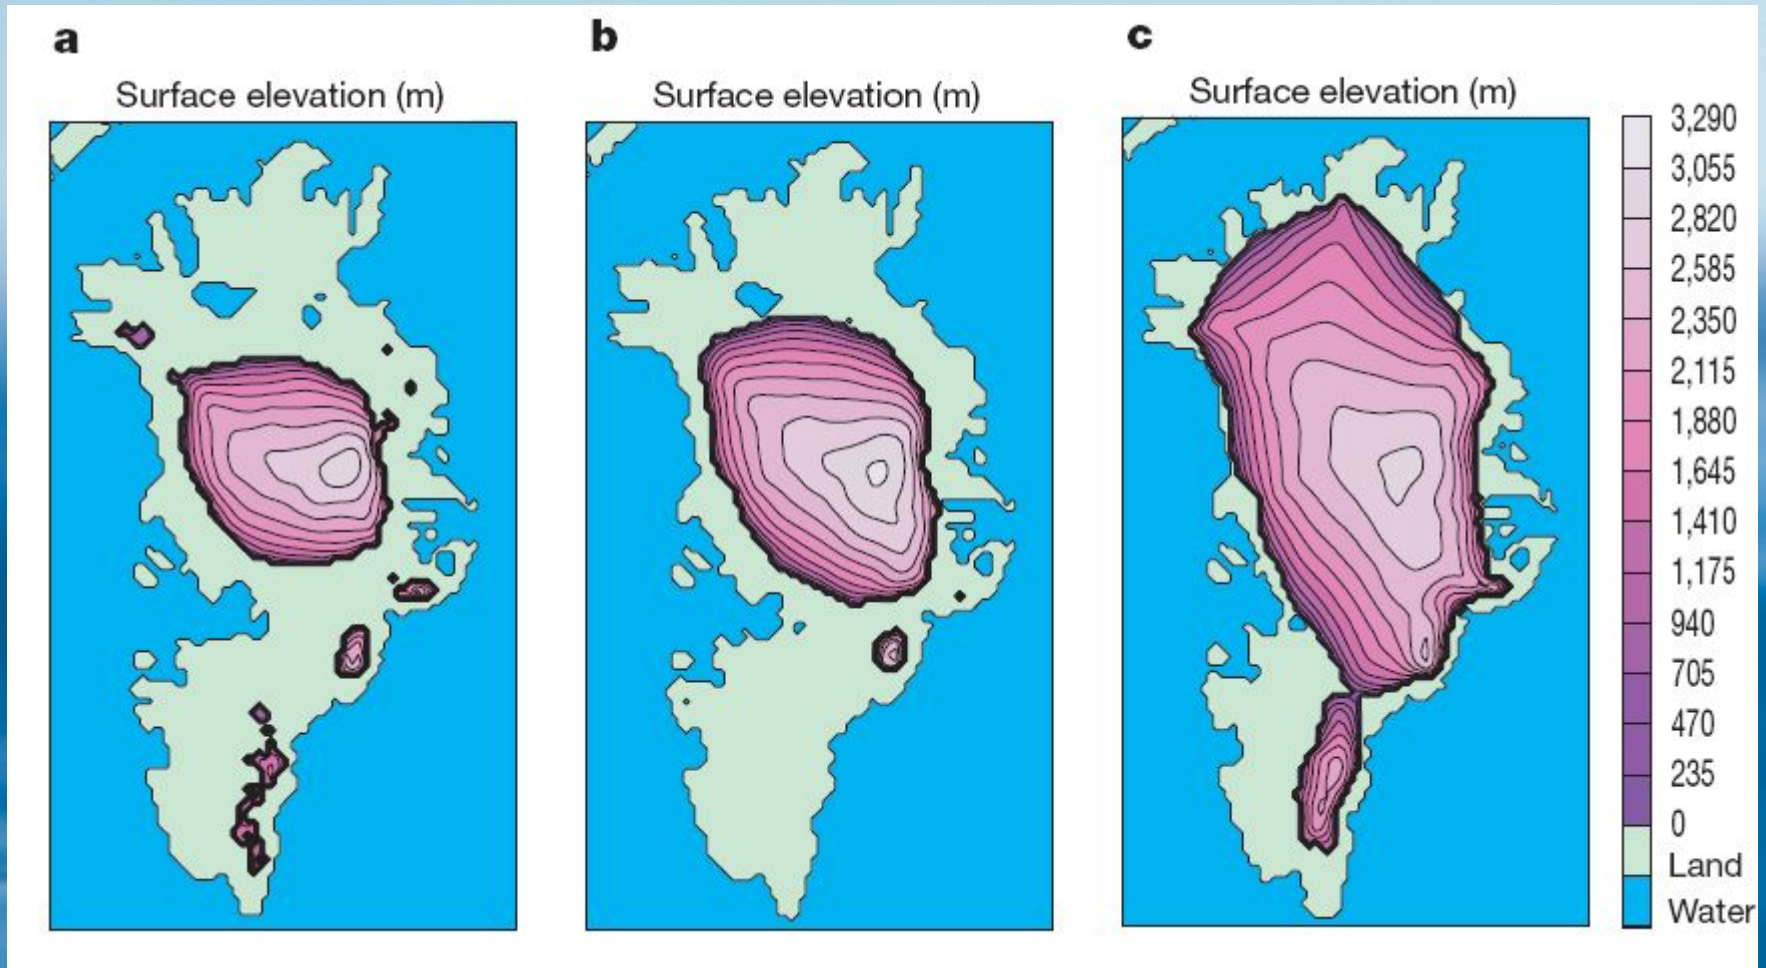 a
Surface elevation (m)
b
Surface elevation (m)
c
Surface elevation (m)
3,290
3,055
2,820
2,585
2,350
2,115
1,880
1,645
1,410
1,175
940
705
470
235
0
Land
Water